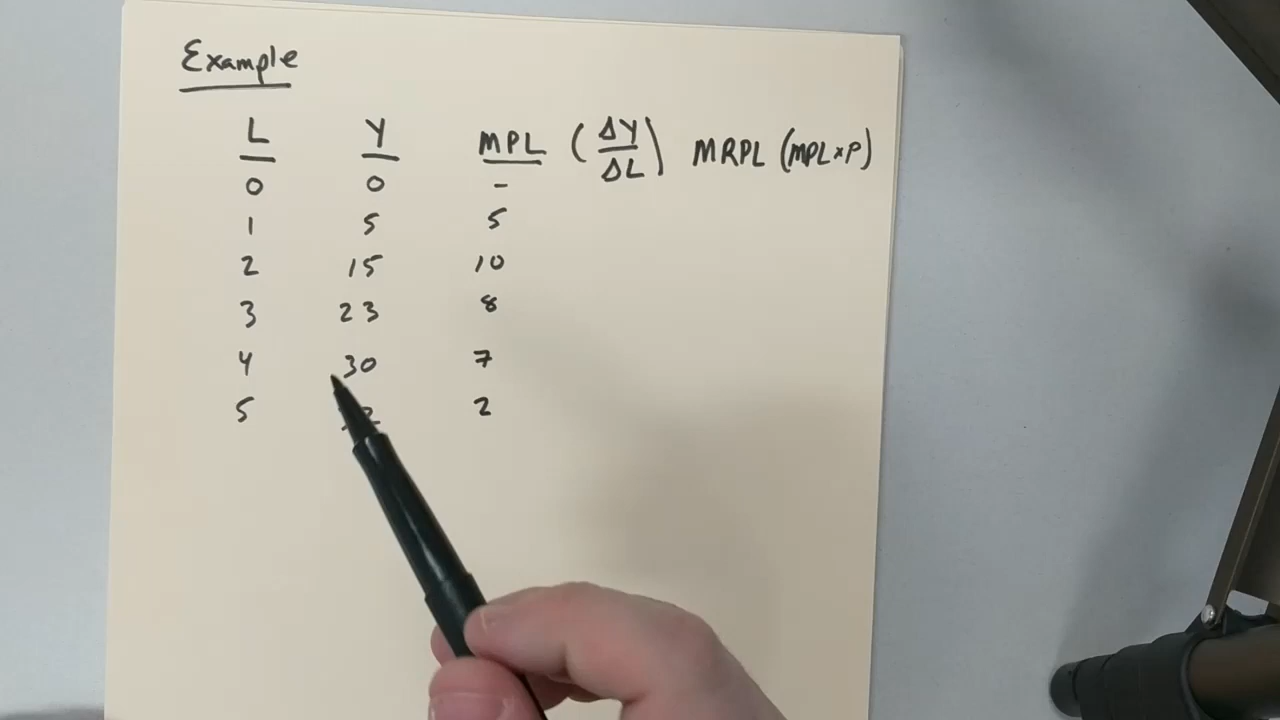 Example
L Y MPL (ΔY/ΔL) MRPL (MPL×P)
0 0 -
1 5 5
2 15 10
3 23 8
4 30 7
5 2